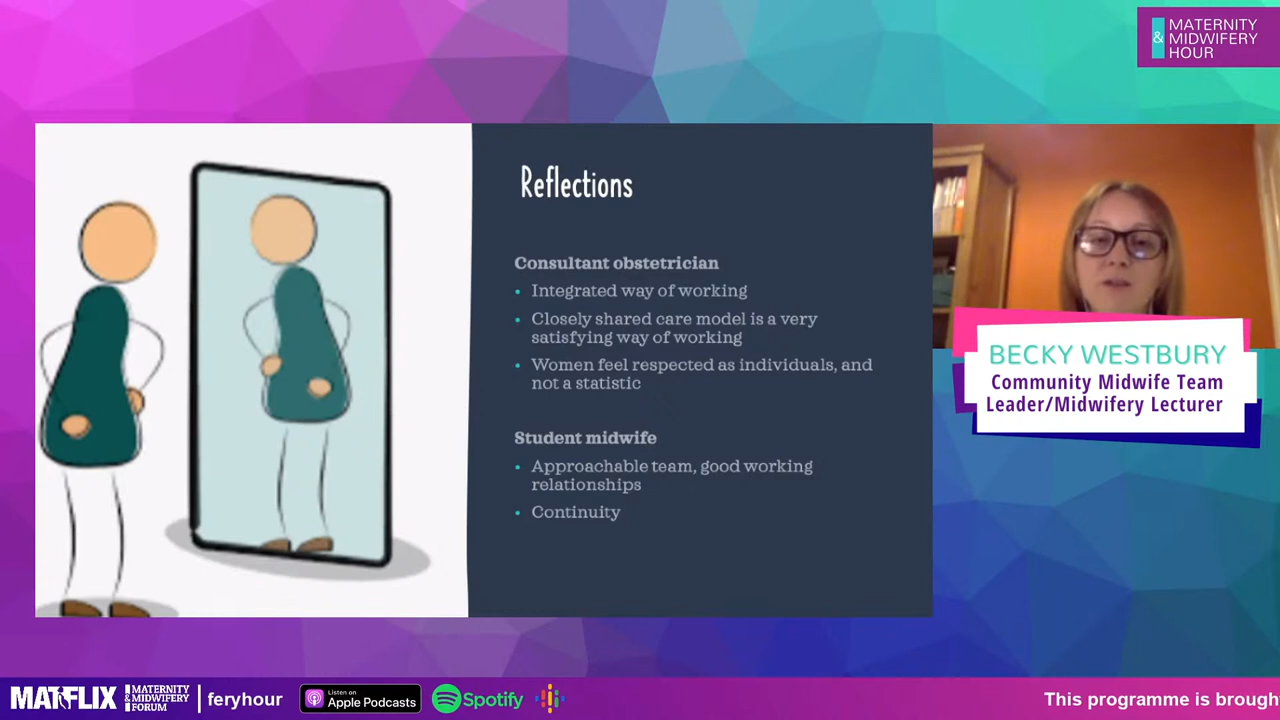 MATERNITY
& MIDWIFERY
HOUR
Reflections
Consultant obstetrician
• Integrated way of working
• Closely shared care model is a very
satisfying way of working
• Women feel respected as individuals, and
not a statistic
Student midwife
• Approachable team, good working
relationships
• Continuity
BECKY WESTBURY
Community Midwife Team
Leader/Midwifery Lecturer
MATFLIX
MATERNITY
& MIDWIFERY
FORUM
feryhour
Listen on
Apple Podcasts
Spotify
This programme is brough